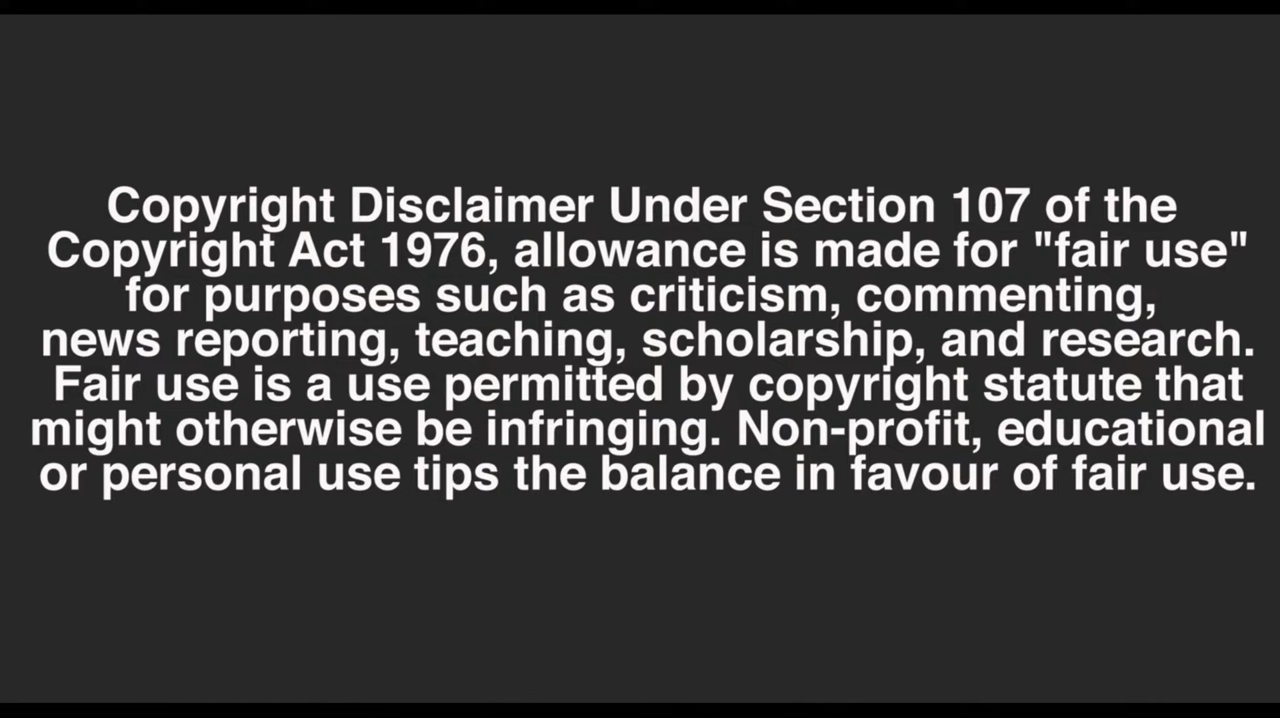 Copyright Disclaimer Under Section 107 of the
Copyright Act 1976, allowance is made for "fair use"
for purposes such as criticism, commenting,
news reporting, teaching, scholarship, and research.
Fair use is a use permitted by copyright statute that
might otherwise be infringing. Non-profit, educational
or personal use tips the balance in favour of fair use.